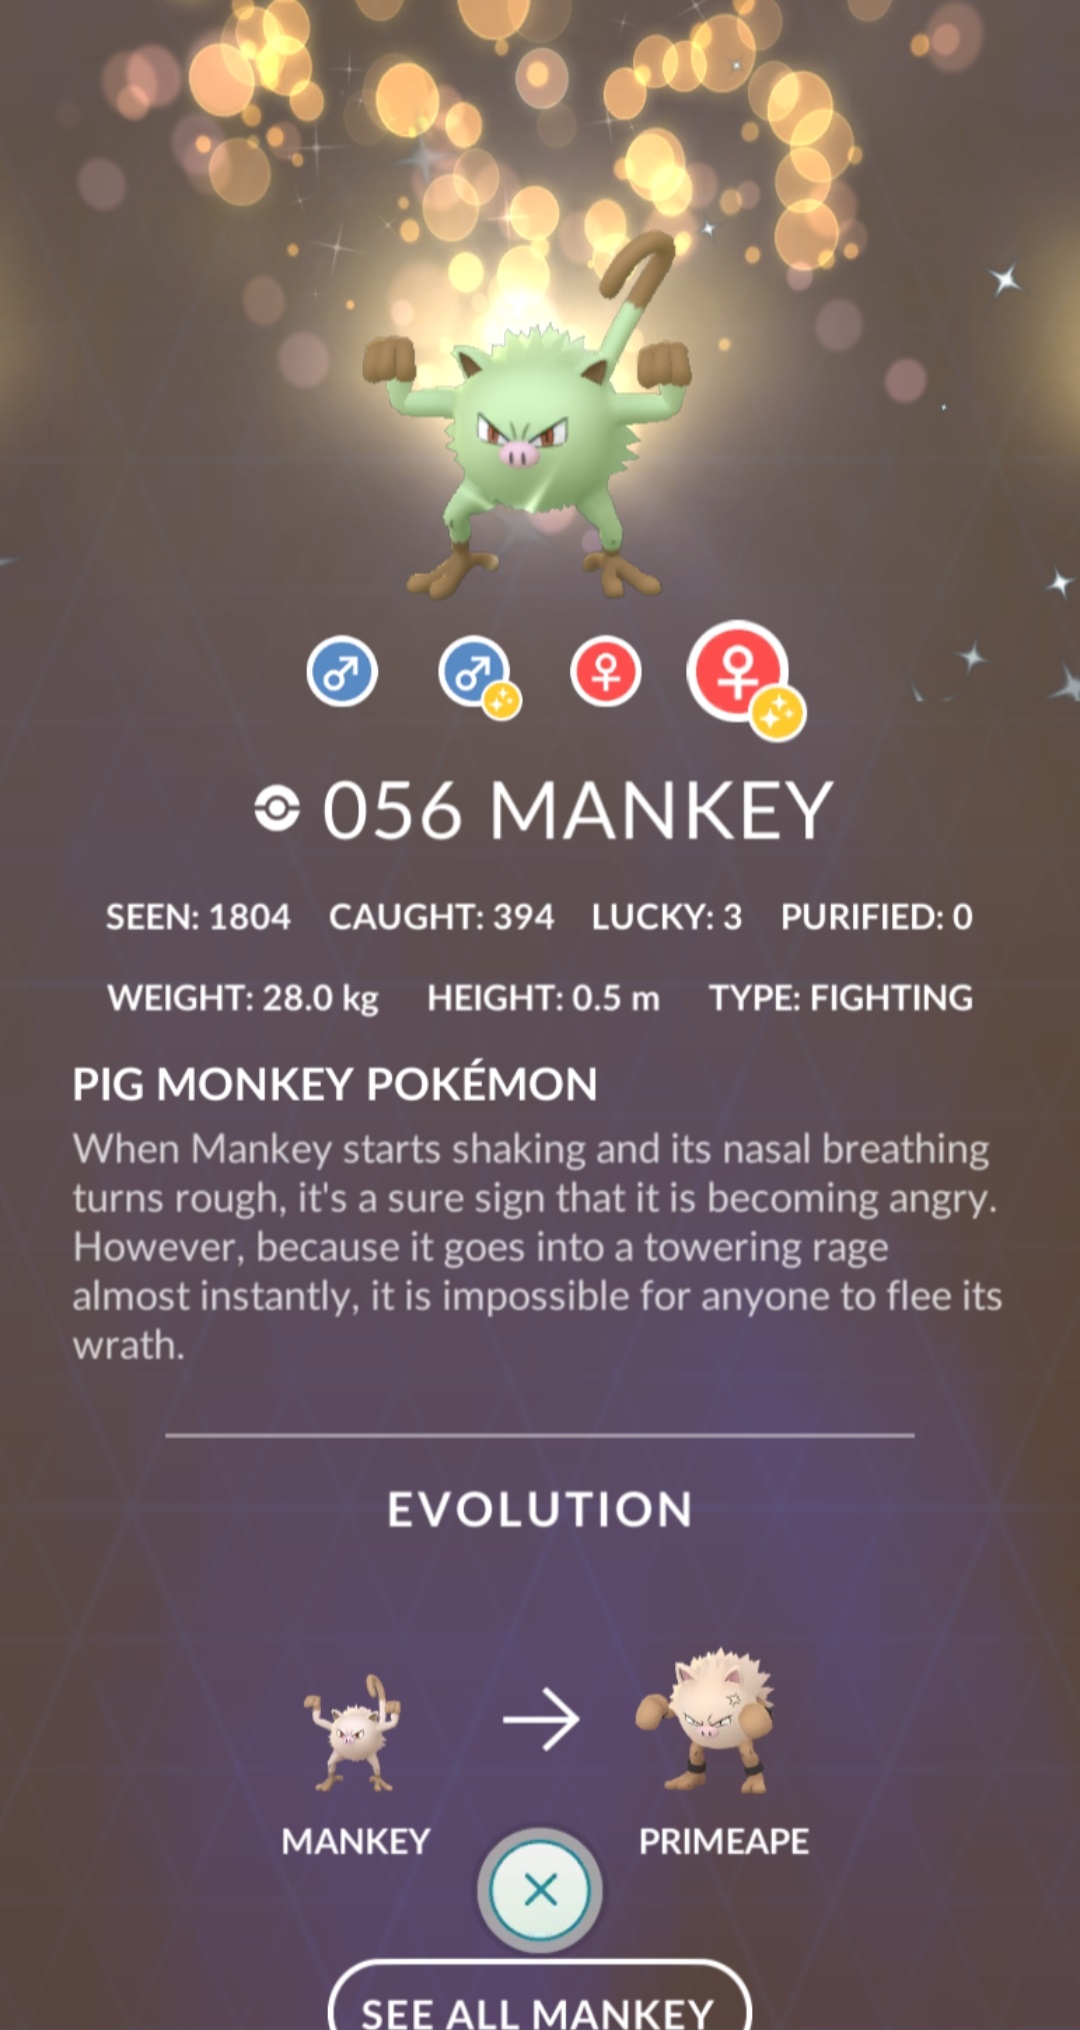 056 MANKEY
SEEN: 1804 CAUGHT: 394 LUCKY: 3 PURIFIED: 0
WEIGHT: 28.0 kg HEIGHT: 0.5 m TYPE: FIGHTING
PIG MONKEY POKÉMON
When Mankey starts shaking and its nasal breathing
turns rough, it's a sure sign that it is becoming angry.
However, because it goes into a towering rage
almost instantly, it is impossible for anyone to flee its
wrath.
EVOLUTION
MANKEY PRIMEAPE
SEE ALL MANKEY